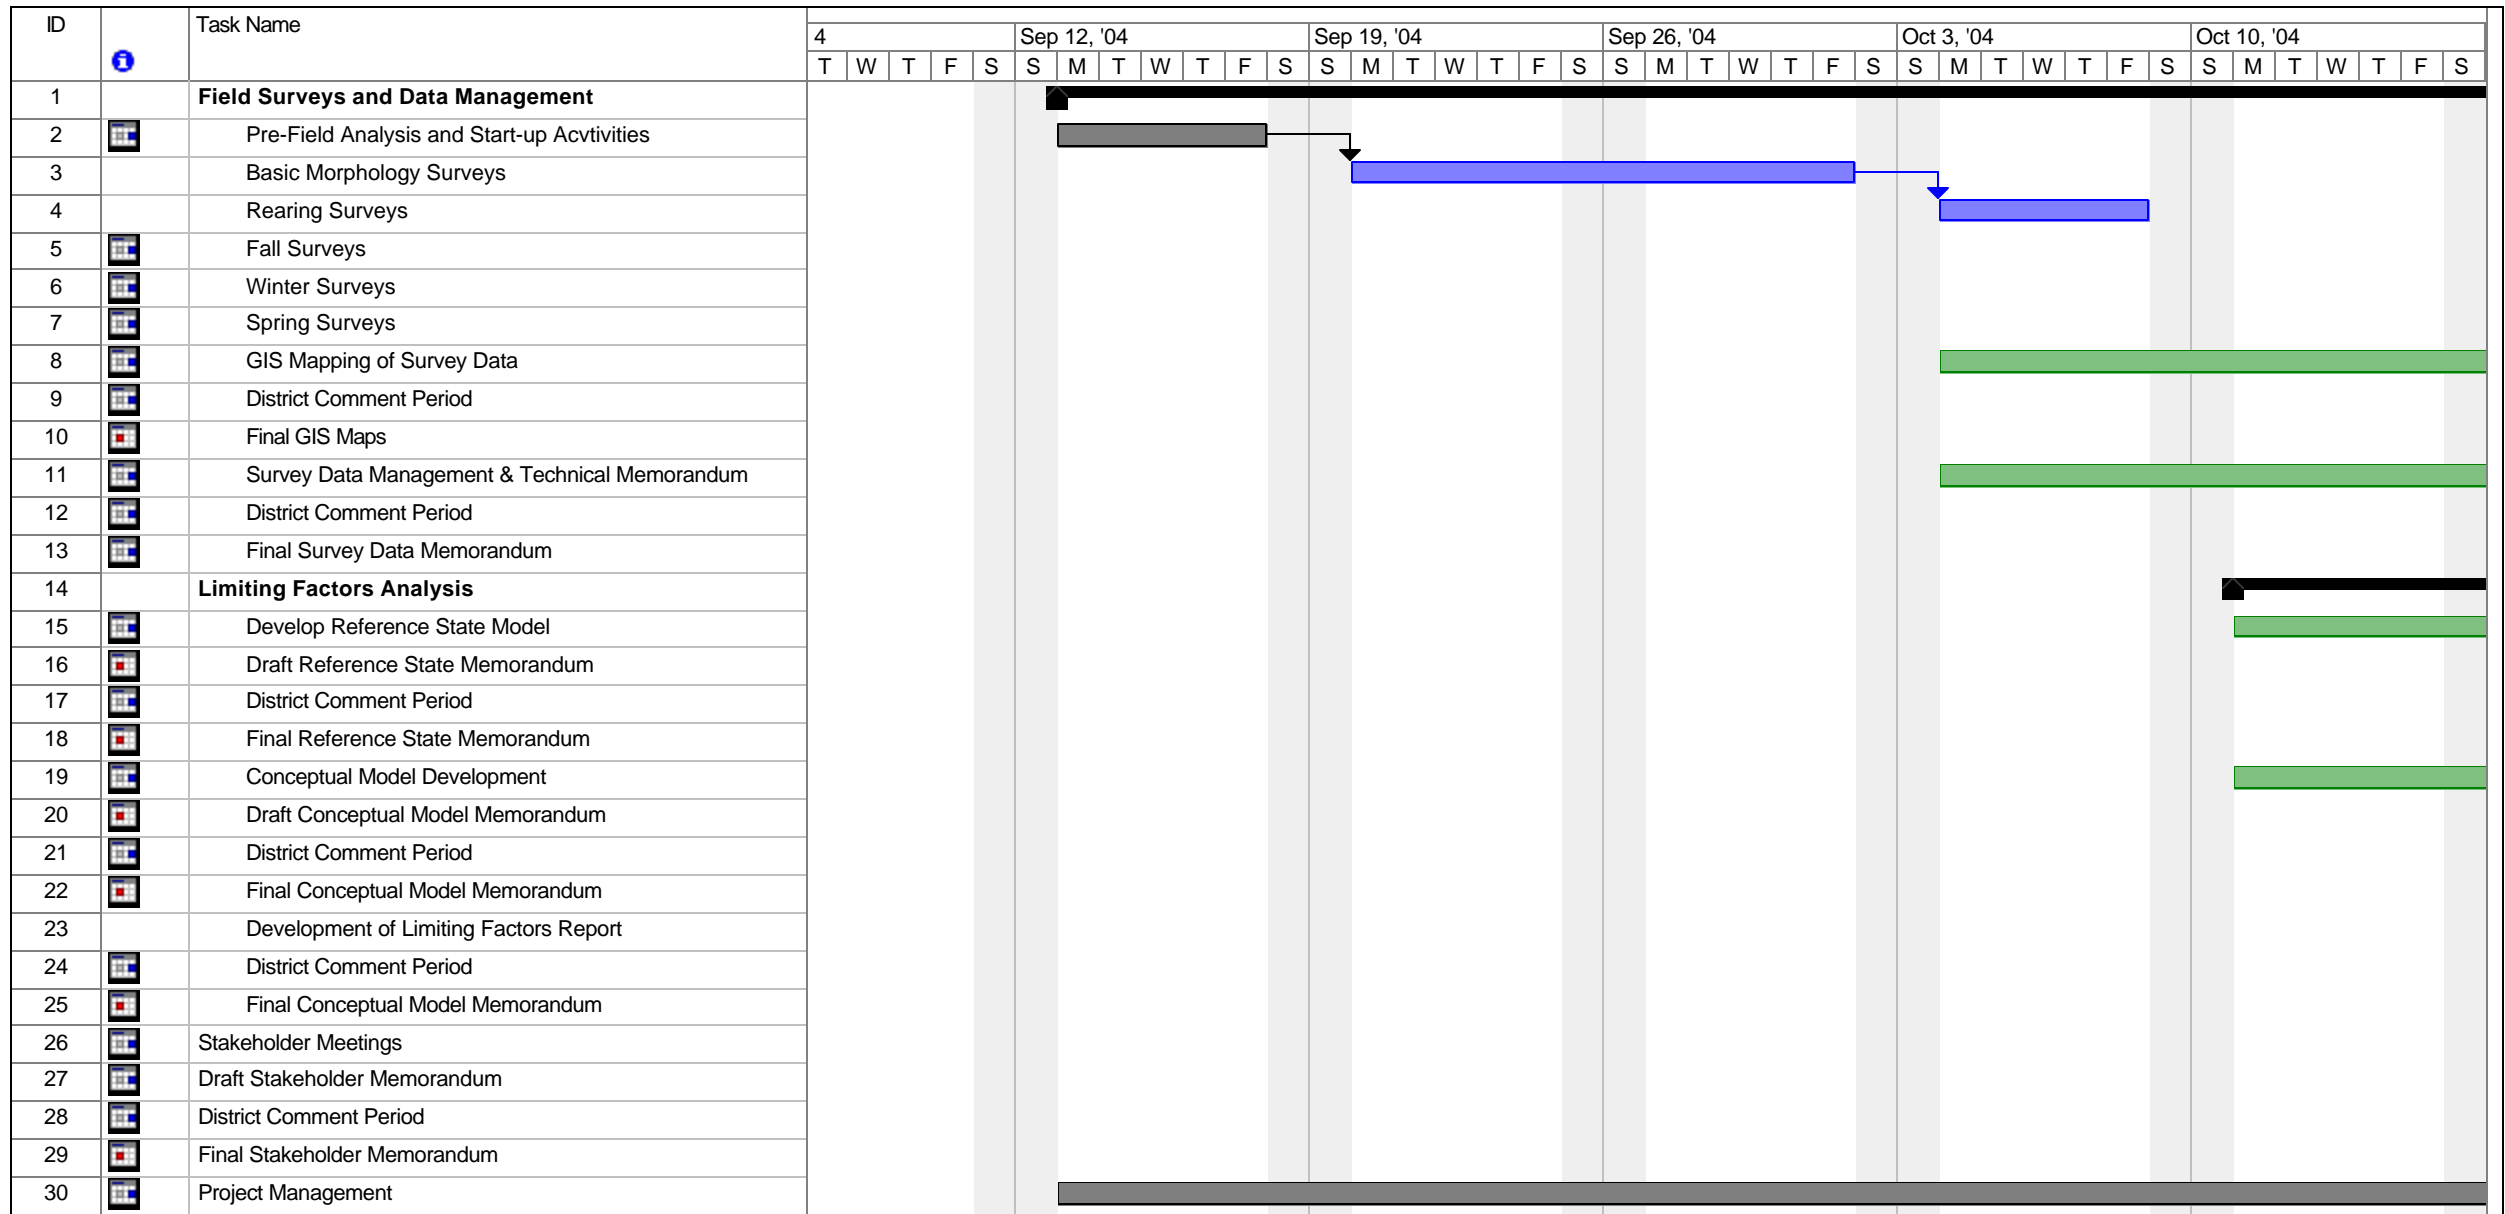 ID Task Name
4 Sep 12, '04 Sep 19, '04 Sep 26, '04 Oct 3, '04 Oct 10, '04
T W T F S S M T W T F S S M T W T F S S M T W T F S S M T W T F S S M T W T F S
1 Field Surveys and Data Management
2 Pre-Field Analysis and Start-up Acvtivities
3 Basic Morphology Surveys
4 Rearing Surveys
5 Fall Surveys
6 Winter Surveys
7 Spring Surveys
8 GIS Mapping of Survey Data
9 District Comment Period
10 Final GIS Maps
11 Survey Data Management & Technical Memorandum
12 District Comment Period
13 Final Survey Data Memorandum
14 Limiting Factors Analysis
15 Develop Reference State Model
16 Draft Reference State Memorandum
17 District Comment Period
18 Final Reference State Memorandum
19 Conceptual Model Development
20 Draft Conceptual Model Memorandum
21 District Comment Period
22 Final Conceptual Model Memorandum
23 Development of Limiting Factors Report
24 District Comment Period
25 Final Conceptual Model Memorandum
26 Stakeholder Meetings
27 Draft Stakeholder Memorandum
28 District Comment Period
29 Final Stakeholder Memorandum
30 Project Management